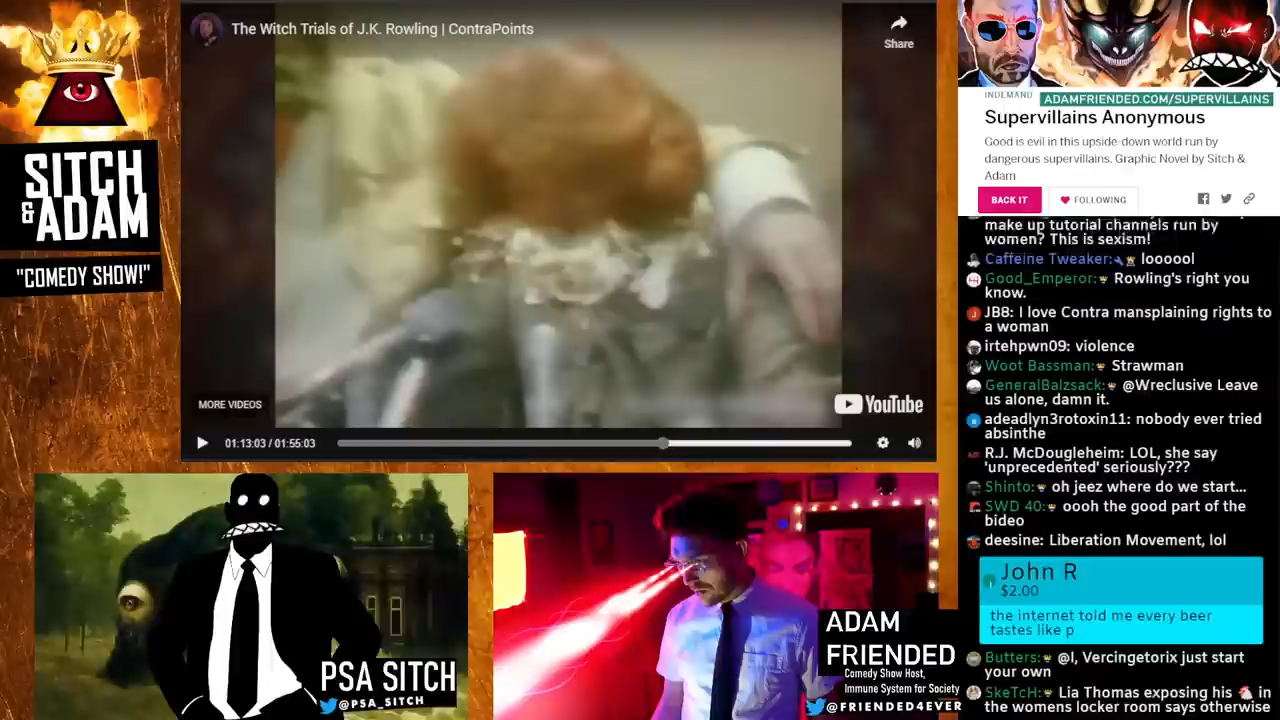 The Witch Trials of J.K. Rowling | ContraPoints
Share
MORE VIDEOS
YouTube
01:13:03 / 01:55:03
SITCH
& ADAM
"COMEDY SHOW!"
PSA SITCH
@PSA_SITCH
ADAM
FRIENDED
Comedy Show Host,
Immune System for Society
@FRIENDED4EVER
INDEMAND
ADAMFRIENDED.COM/SUPERVILLAINS
Supervillains Anonymous
Good is evil in this upside-down world run by
dangerous supervillains. Graphic Novel by Sitch &
Adam
BACK IT
FOLLOWING
make up tutorial channels run by
women? This is sexism!
Caffeine Tweaker: loooool
Good_Emperor: Rowling's right you
know.
JB8: I love Contra mansplaining rights to
a woman
irtehpwn09: violence
Woot Bassman: Strawman
GeneralBalzsack: @Wreclusive Leave
us alone, damn it.
adeadlyn3rotoxin11: nobody ever tried
absinthe
R.J. McDougleheim: LOL, she say
'unprecedented' seriously???
Shinto: oh jeez where do we start...
SWD 40: oooh the good part of the
bideo
deesine: Liberation Movement, lol
John R
$2.00
the internet told me every beer
tastes like p
Butters: @I, Vercingetorix just start
your own
SkeTcH: Lia Thomas exposing his 🐔 in
the womens locker room says otherwise